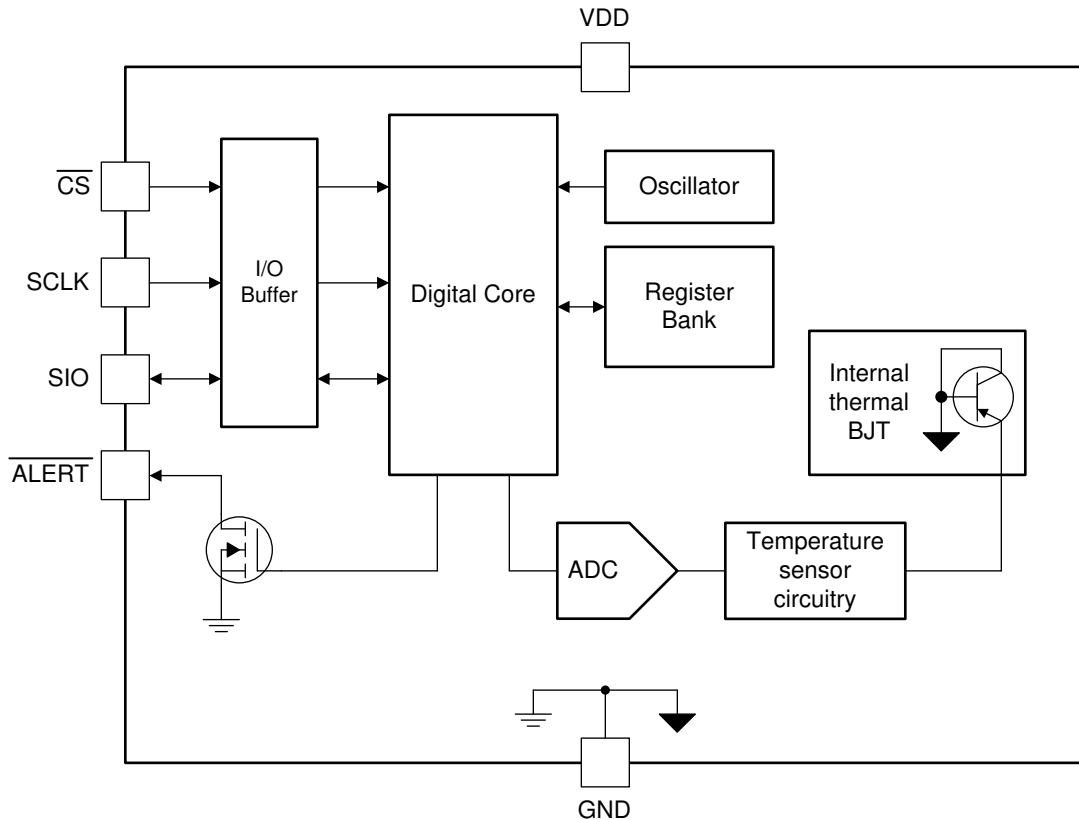 VDD
CS
SCLK
SIO
ALERT
I/O
Buffer
Digital Core
Oscillator
Register
Bank
Internal
thermal
BJT
ADC
Temperature
sensor
circuitry
GND